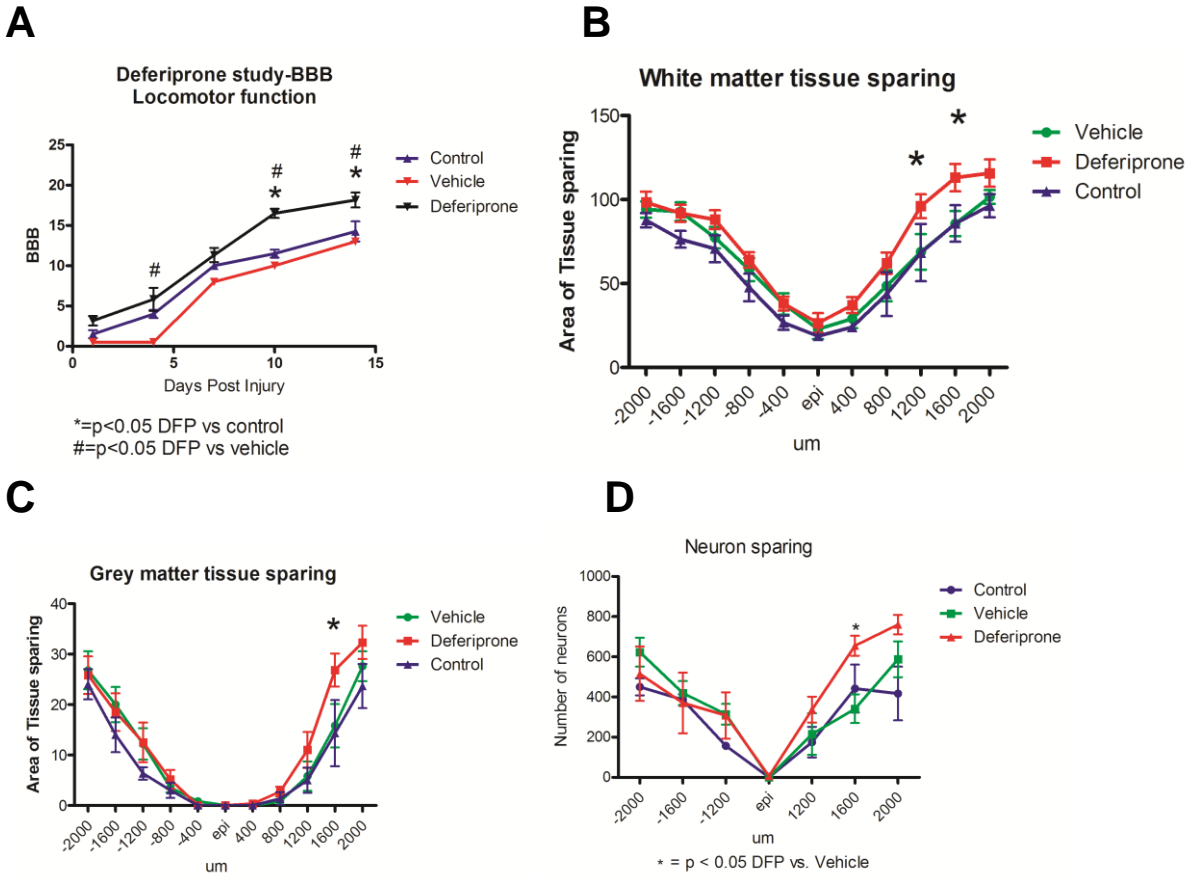 A
Deferiprone study-BBB
Locomotor function
BBB
25
20
15
10
5
0
0
5
10
15
Days Post Injury
#
#
*
#
*
Control
Vehicle
Deferiprone
*=p<0.05 DFP vs control
#=p<0.05 DFP vs vehicle
B
White matter tissue sparing
Area of Tissue sparing
150
100
50
0
*
*
Vehicle
Deferiprone
Control
-2000
-1600
-1200
-800
-400
epi
400
800
1200
1600
2000
um
C
Grey matter tissue sparing
Area of Tissue sparing
40
30
20
10
0
*
Vehicle
Deferiprone
Control
-2000
-1600
-1200
-800
-400
epi
400
800
1200
1600
2000
um
D
Neuron sparing
Number of neurons
1000
800
600
400
200
0
*
Control
Vehicle
Deferiprone
-2000
-1600
-1200
epi
1200
1600
2000
um
* = p < 0.05 DFP vs. Vehicle